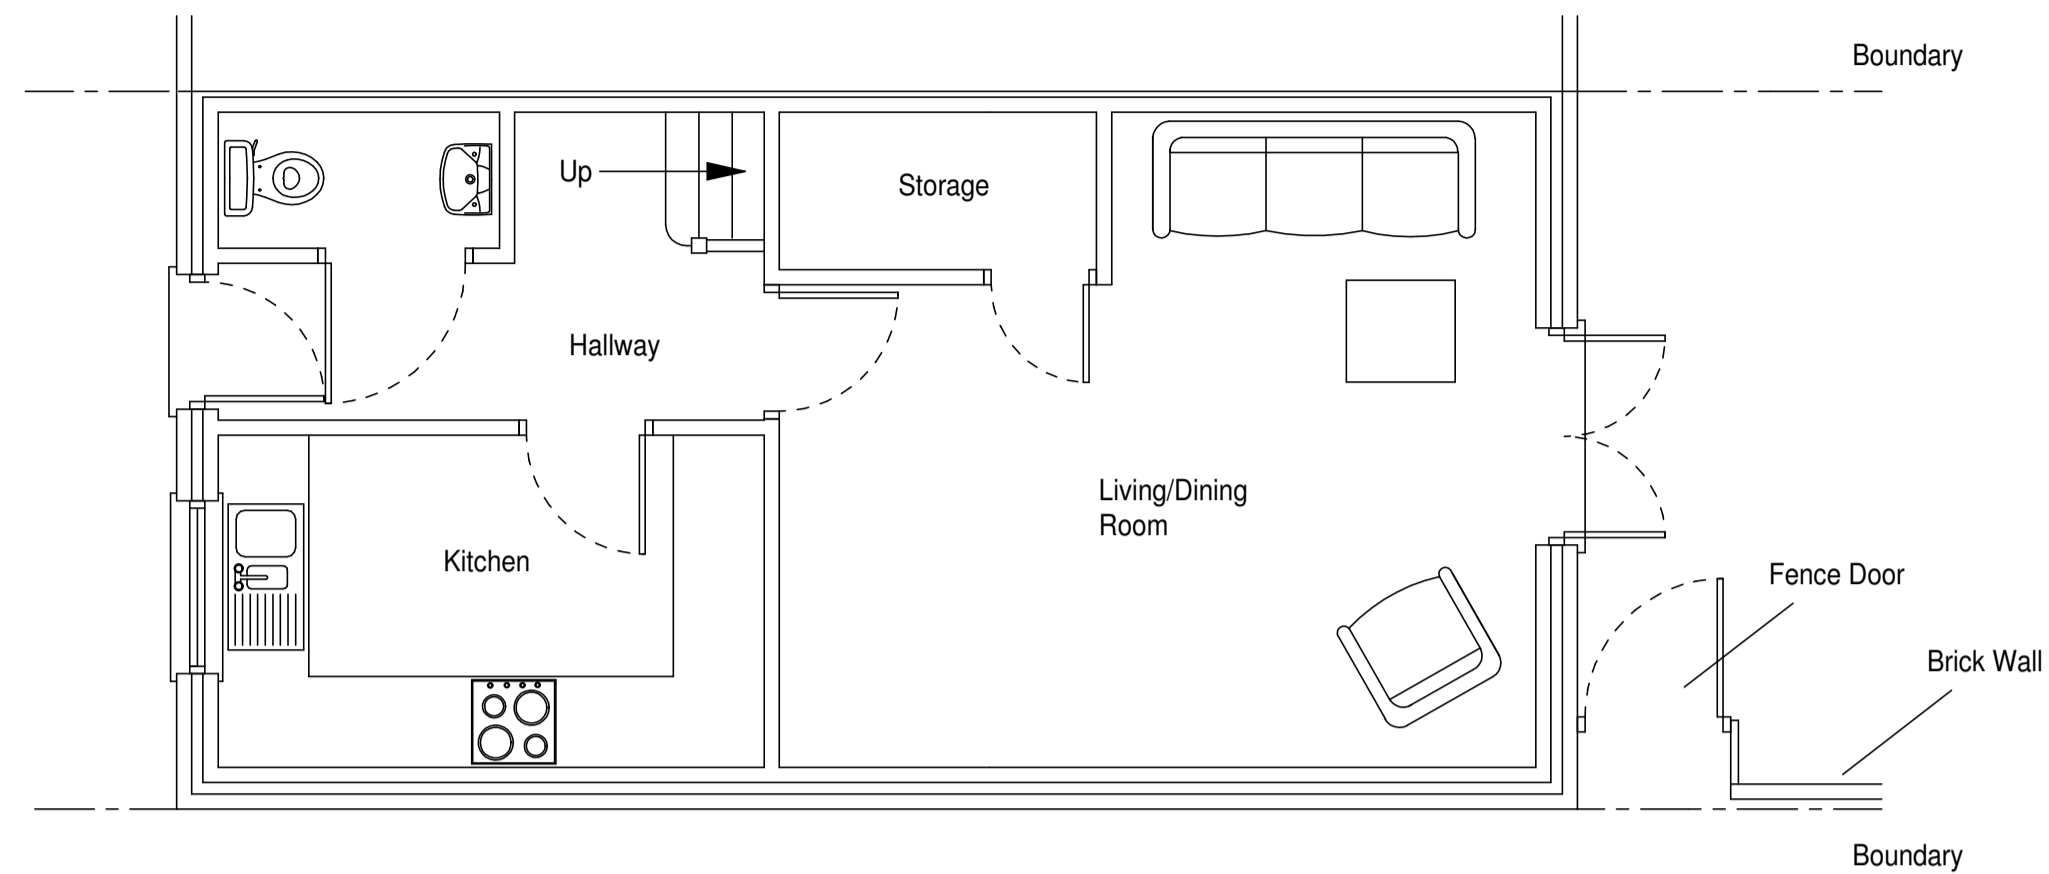 Boundary
Up
Storage
Hallway
Living/Dining
Room
Kitchen
Fence Door
Brick Wall
Boundary